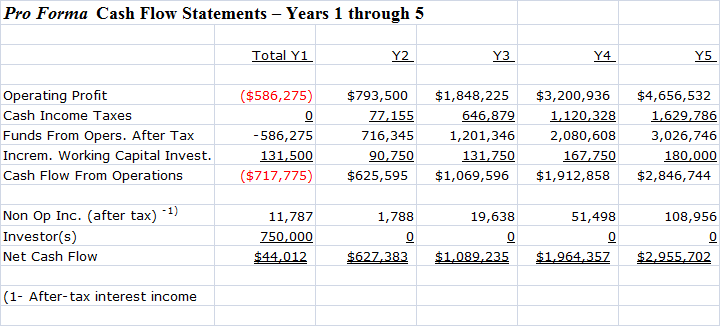 Pro Forma Cash Flow Statements – Years 1 through 5
Total Y1 Y2 Y3 Y4 Y5
Operating Profit ($586,275) $793,500 $1,848,225 $3,200,936 $4,656,532
Cash Income Taxes 0 77,155 646,879 1,120,328 1,629,786
Funds From Opers. After Tax -586,275 716,345 1,201,346 2,080,608 3,026,746
Increm. Working Capital Invest. 131,500 90,750 131,750 167,750 180,000
Cash Flow From Operations ($717,775) $625,595 $1,069,596 $1,912,858 $2,846,744
Non Op Inc. (after tax) -1) 11,787 1,788 19,638 51,498 108,956
Investor(s) 750,000 0 0 0 0
Net Cash Flow $44,012 $627,383 $1,089,235 $1,964,357 $2,955,702
(1- After-tax interest income